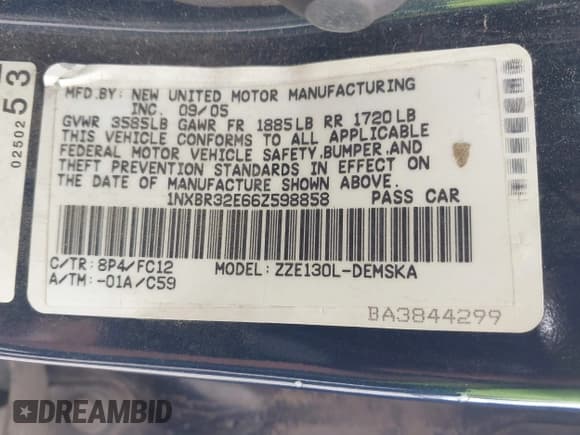 MFD.BY: NEW UNITED MOTOR MANUFACTURING
INC. 09/05
GVWR 3585LB GAWR FR 1885LB RR 1720LB
THIS VEHICLE CONFORMS TO ALL APPLICABLE
FEDERAL MOTOR VEHICLE SAFETY,BUMPER,AND
THEFT PREVENTION STANDARDS IN EFFECT ON
THE DATE OF MANUFACTURE SHOWN ABOVE.
1NXBR32E66Z598858 PASS CAR
C/TR: 8P4/FC12 MODEL: ZZE130L-DEMSKA
A/TM: -01A/C59
BA3844299
02502
53
DREAMBID